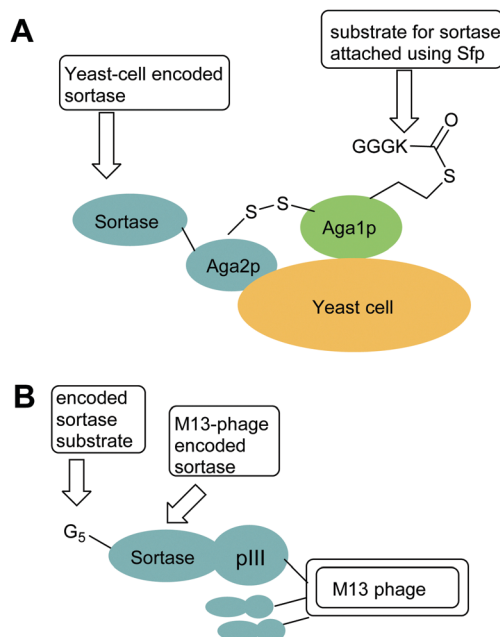 A
substrate for sortase
attached using Sfp
Yeast-cell encoded
sortase
GGGK
O
S
S
S
Sortase
Aga1p
Aga2p
Yeast cell
B
encoded
sortase
substrate
M13-phage
encoded
sortase
G5
Sortase
pIII
M13 phage